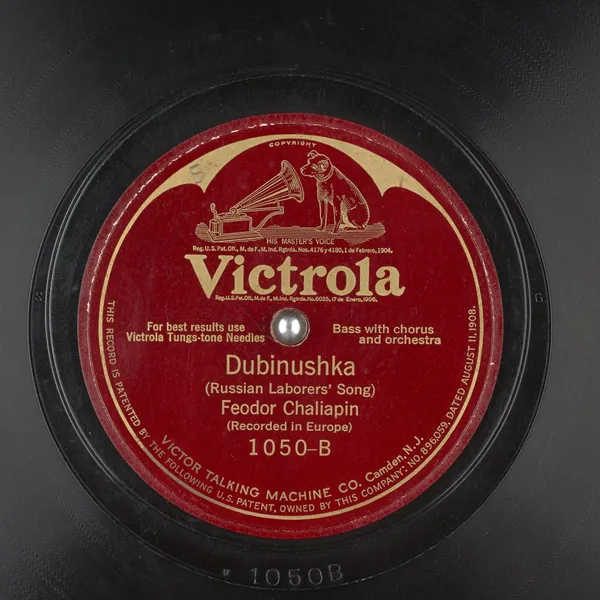 COPYRIGHT
HIS MASTER'S VOICE
Reg. U.S. Pat. Off., M. de F., M. Ind. Rgtrda. Nos. 4176 y 4180, 1 de Febrero, 1904.
Victrola
Reg. U.S. Pat. Off., M. de F., M. Ind. Rgtrda. No. 6035, 17 de Enero, 1906.
For best results use
Victrola Tungs-tone Needles
Bass with chorus
and orchestra
Dubinushka
(Russian Laborers' Song)
Feodor Chaliapin
(Recorded in Europe)
1050-B
VICTOR TALKING MACHINE CO. Camden, N.J.
THIS RECORD IS PATENTED BY THE FOLLOWING U.S. PATENT, OWNED BY THIS COMPANY: NO. 896059, DATED AUGUST 11, 1908.
1050B